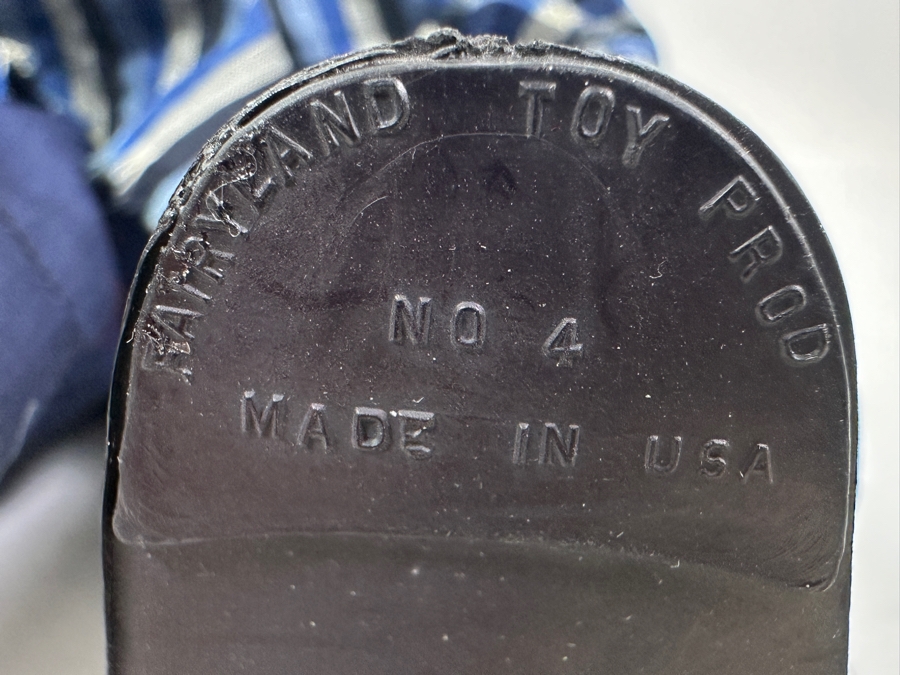 FAIRYLAND TOY PROD
NO 4
MADE IN USA